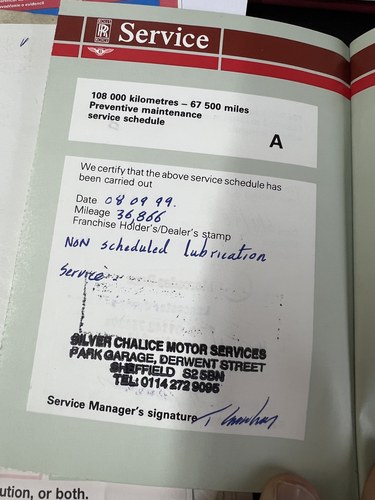 RR
Service
108 000 kilometres – 67 500 miles
Preventive maintenance
service schedule
A
We certify that the above service schedule has
been carried out
Date 08 09 99.
Mileage 36,866
Franchise Holder's/Dealer's stamp
NON scheduled lubrication
Service
SILVER CHALICE MOTOR SERVICES
PARK GARAGE, DERWENT STREET
SHEFFIELD S2 5BN
TEL: 0114 272 9095
Service Manager's signature
ution, or both.